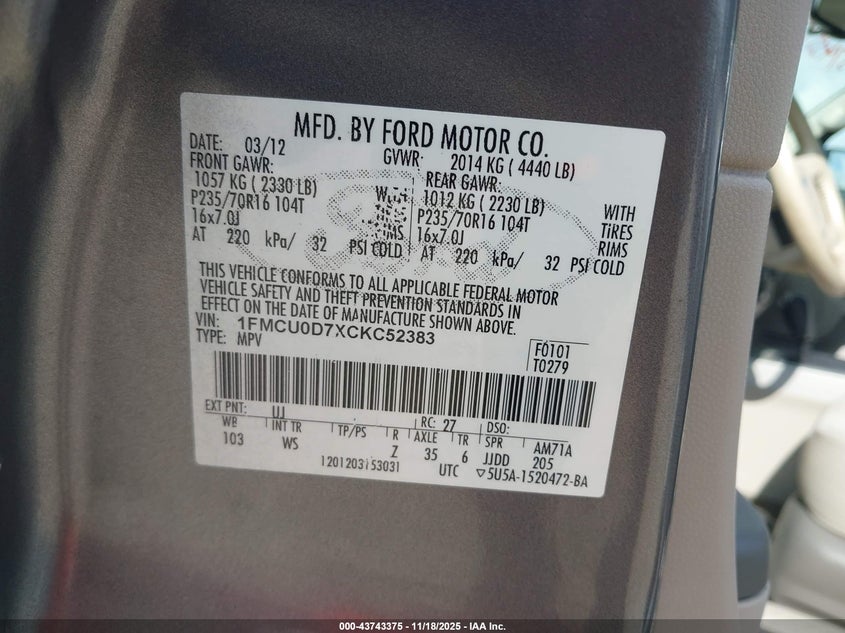 MFD. BY FORD MOTOR CO.
DATE: 03/12 GVWR: 2014 KG ( 4440 LB)
FRONT GAWR: REAR GAWR:
1057 KG ( 2330 LB) 1012 KG ( 2230 LB) WITH
P235/70R16 104T P235/70R16 104T TIRES
16x7.0J 16x7.0J RIMS
AT 220 kPa/ 32 PSI COLD AT 220 kPa/ 32 PSI COLD
THIS VEHICLE CONFORMS TO ALL APPLICABLE FEDERAL MOTOR
VEHICLE SAFETY AND THEFT PREVENTION STANDARDS IN
EFFECT ON THE DATE OF MANUFACTURE SHOWN ABOVE.
VIN: 1FMCU0D7XCKC52383
TYPE: MPV
F0101
T0279
EXT PNT: UJ RC: 27 DSO:
WB INT TR TP/PS R AXLE TR SPR AM71A
103 WS Z 35 6 JJDD 205
1201203153031 UTC ▽5U5A-1520472-BA
000-43743375 - 11/18/2025 - IAA Inc.